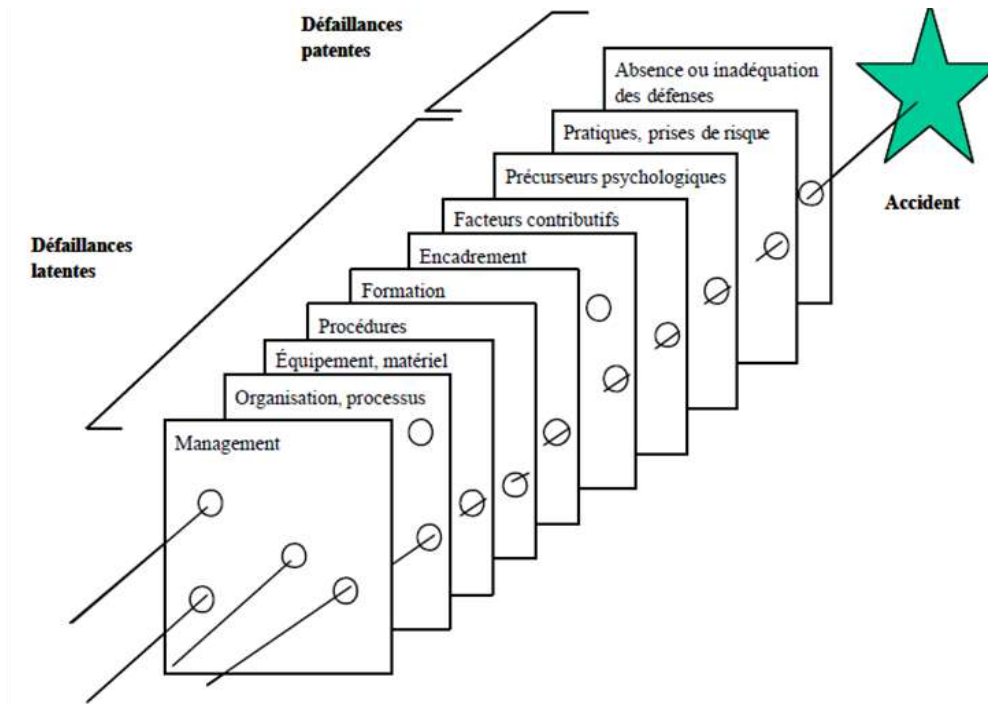 Défaillances
patentes
Absence ou inadéquation
des défenses
Pratiques, prises de risque
Précurseurs psychologiques
Accident
Facteurs contributifs
Défaillances
latentes
Encadrement
Formation
Procédures
Équipement, matériel
Organisation, processus
Management